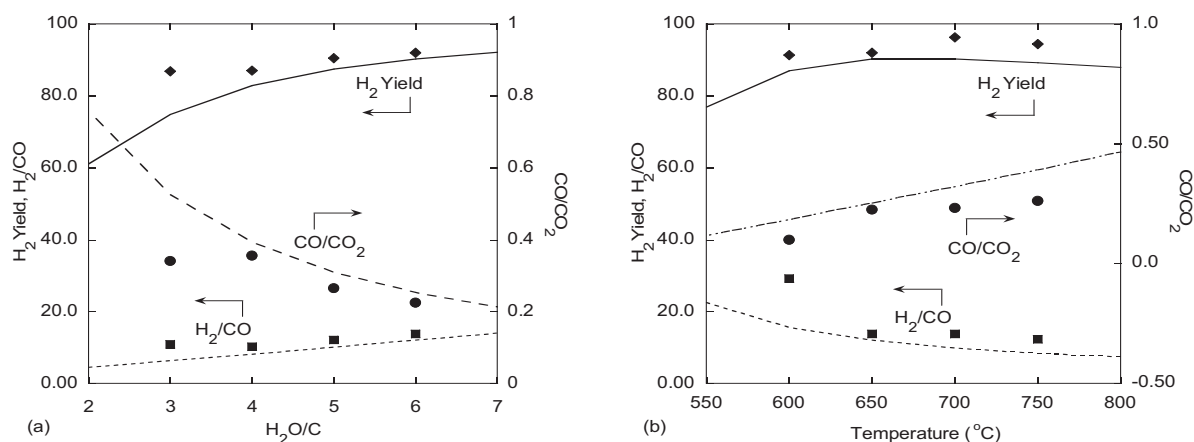 100
80.0
60.0
40.0
20.0
0.00
H2 Yield, H2/CO
2
3
4
5
6
7
H2O/C
1
0.8
0.6
0.4
0.2
0
CO/CO2
H2 Yield
CO/CO2
H2/CO
(a)
100
80.0
60.0
40.0
20.0
0.00
H2 Yield, H2/CO
550
600
650
700
750
800
Temperature (°C)
1.0
0.50
0.0
-0.50
CO/CO2
H2 Yield
CO/CO2
H2/CO
(b)